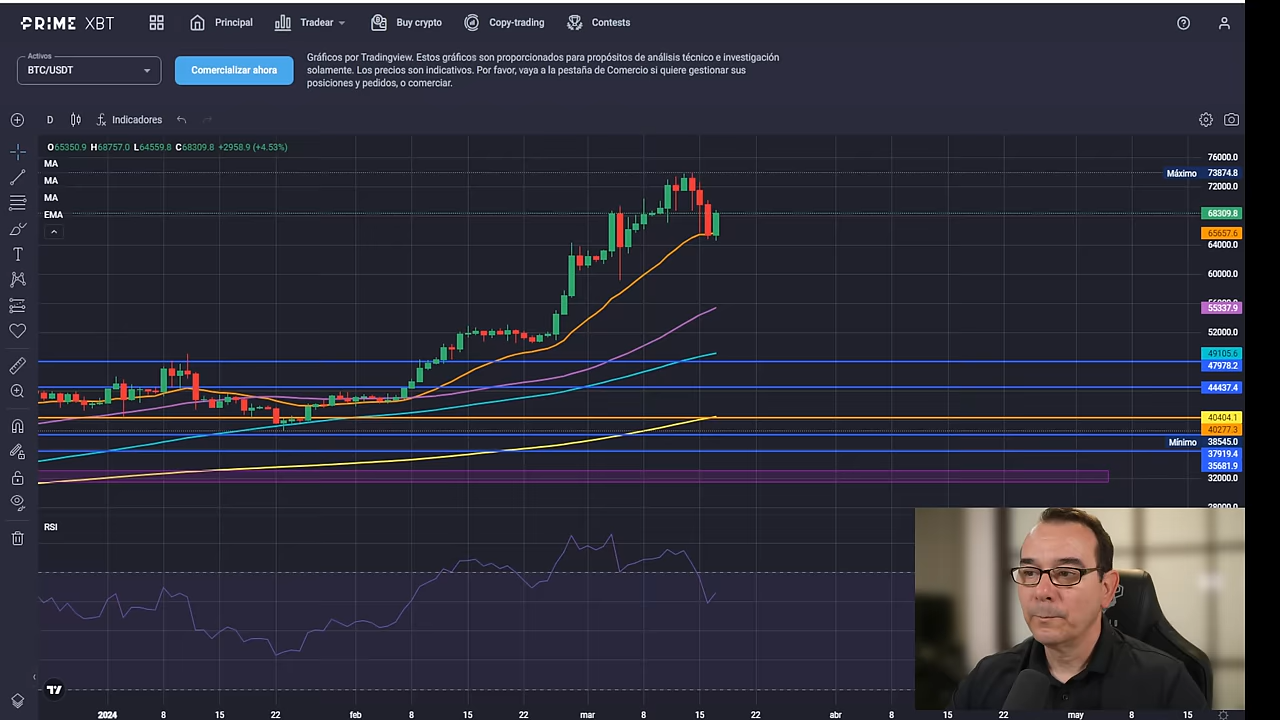 PRIME XBT
Principal
Tradear
Buy crypto
Copy-trading
Contests
Activos
BTC/USDT
Comercializar ahora
Gráficos por Tradingview. Estos gráficos son proporcionados para propósitos de análisis técnico e investigación
solamente. Los precios son indicativos. Por favor, vaya a la pestaña de Comercio si quiere gestionar sus
posiciones y pedidos, o comerciar.
D
Indicadores
O65350.9 H68757.0 L64559.8 C68309.8 +2958.9 (+4.53%)
MA
MA
MA
EMA
76000.0
Máximo 73874.8
72000.0
68309.8
65657.6
64000.0
60000.0
55337.9
52000.0
49105.6
47978.2
44437.4
40404.1
40277.3
Mínimo 38545.0
37919.4
35681.9
32000.0
28000.0
RSI
2024 8 15 22 feb 8 15 22 mar 8 15 22 abr 8 15 22 may 8 15